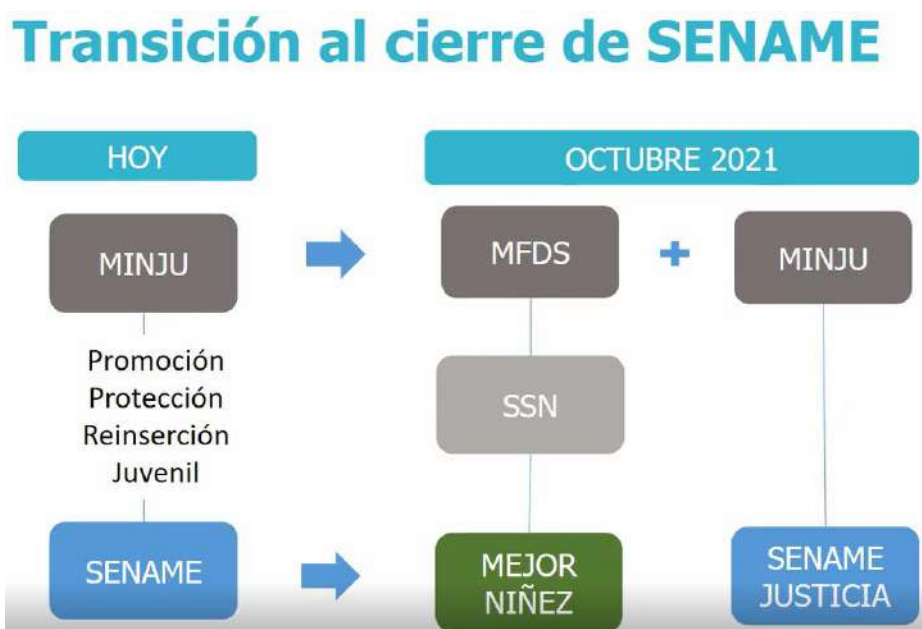 Transición al cierre de SENAME
HOY
OCTUBRE 2021
MINJU
MFDS
+
MINJU
Promoción
Protección
Reinserción
Juvenil
SSN
SENAME
MEJOR
NIÑEZ
SENAME
JUSTICIA